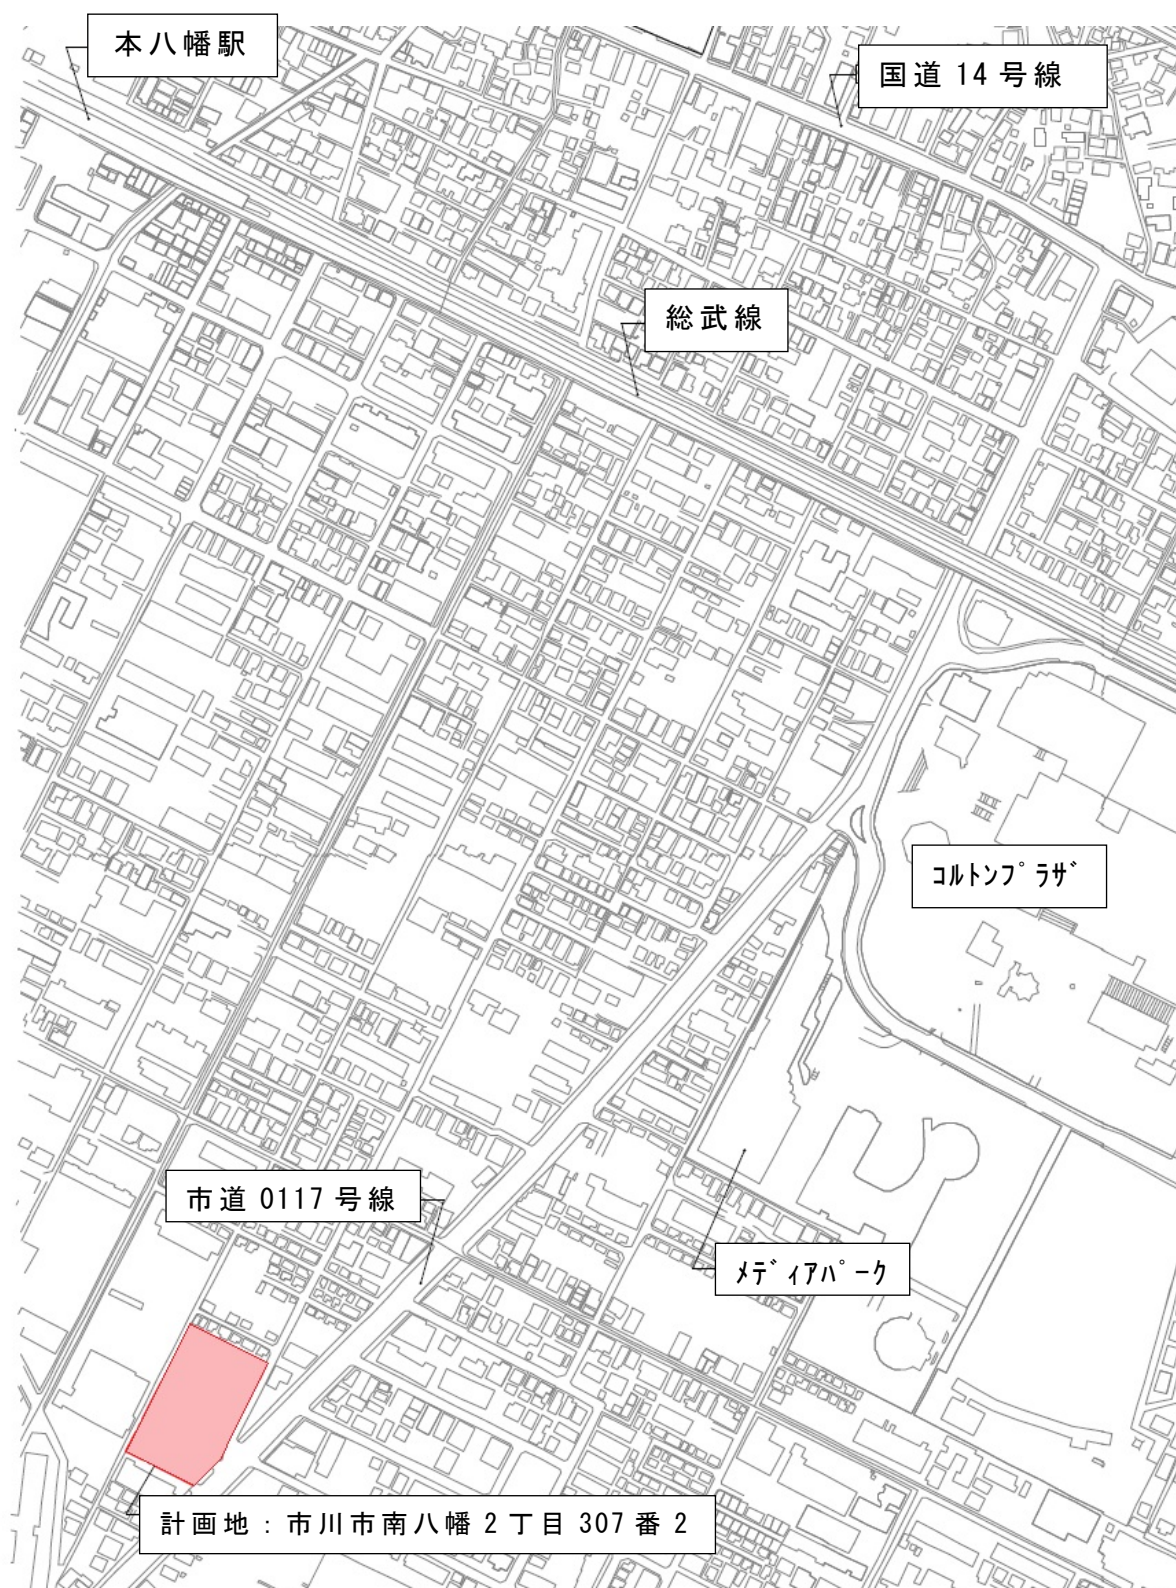 本八幡駅
国道 14 号線
総武線
コルトンプラザ
市道 0117 号線
メディアパーク
計画地：市川市南八幡 2 丁目 307 番 2